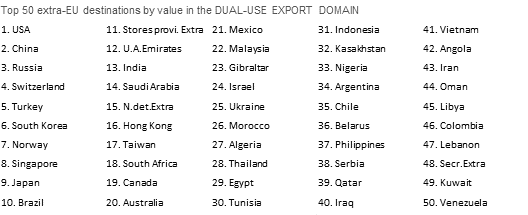 Top 50 extra-EU destinations by value in the DUAL-USE EXPORT DOMAIN
1. USA
2. China
3. Russia
4. Switzerland
5. Turkey
6. South Korea
7. Norway
8. Singapore
9. Japan
10. Brazil
11. Stores provi. Extra
12. U.A.Emirates
13. India
14. Saudi Arabia
15. N.det.Extra
16. Hong Kong
17. Taiwan
18. South Africa
19. Canada
20. Australia
21. Mexico
22. Malaysia
23. Gibraltar
24. Israel
25. Ukraine
26. Morocco
27. Algeria
28. Thailand
29. Egypt
30. Tunisia
31. Indonesia
32. Kasakhstan
33. Nigeria
34. Argentina
35. Chile
36. Belarus
37. Philippines
38. Serbia
39. Qatar
40. Iraq
41. Vietnam
42. Angola
43. Iran
44. Oman
45. Libya
46. Colombia
47. Lebanon
48. Secr.Extra
49. Kuwait
50. Venezuela